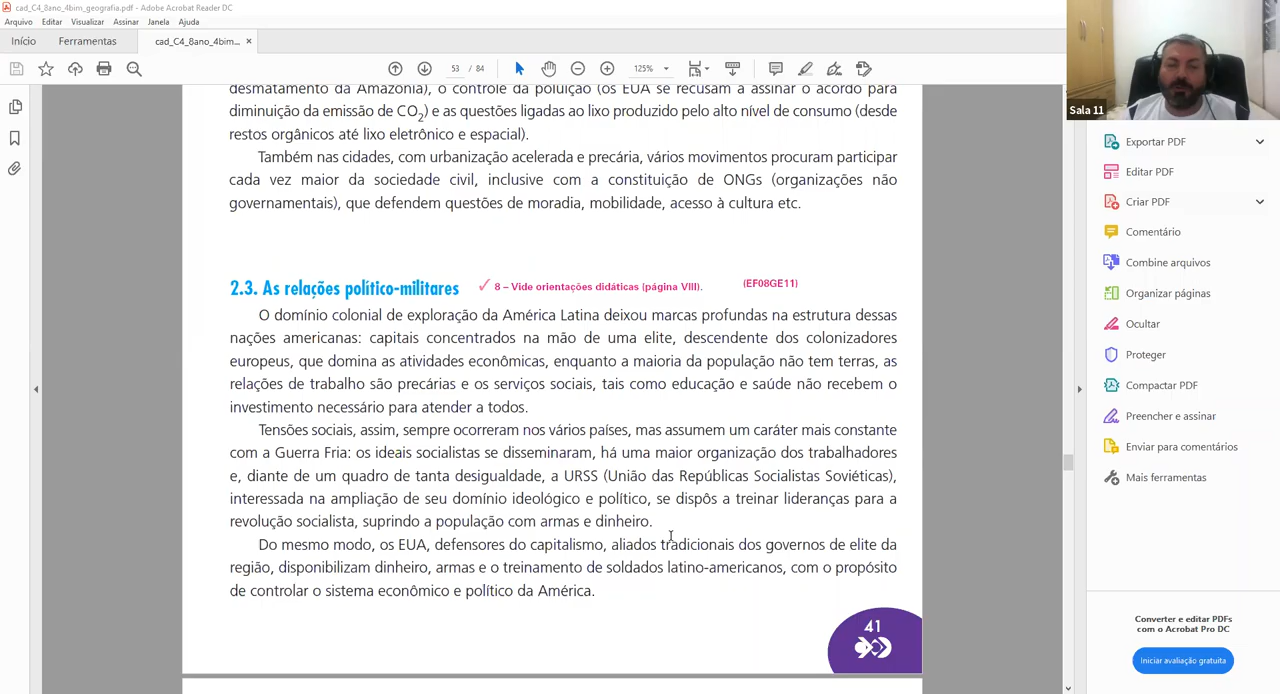 cad_C4_8ano_4bim_geografia.pdf - Adobe Acrobat Reader DC
Arquivo Editar Visualizar Assinar Janela Ajuda
Início Ferramentas cad_C4_8ano_4bim... ×
53 / 84 125%
desmatamento da Amazônia), o controle da poluição (os EUA se recusam a assinar o acordo para
diminuição da emissão de CO2) e as questões ligadas ao lixo produzido pelo alto nível de consumo (desde
restos orgânicos até lixo eletrônico e espacial).
Também nas cidades, com urbanização acelerada e precária, vários movimentos procuram participar
cada vez maior da sociedade civil, inclusive com a constituição de ONGs (organizações não
governamentais), que defendem questões de moradia, mobilidade, acesso à cultura etc.
2.3. As relações político-militares ✓ 8 – Vide orientações didáticas (página VIII). (EF08GE11)
O domínio colonial de exploração da América Latina deixou marcas profundas na estrutura dessas
nações americanas: capitais concentrados na mão de uma elite, descendente dos colonizadores
europeus, que domina as atividades econômicas, enquanto a maioria da população não tem terras, as
relações de trabalho são precárias e os serviços sociais, tais como educação e saúde não recebem o
investimento necessário para atender a todos.
Tensões sociais, assim, sempre ocorreram nos vários países, mas assumem um caráter mais constante
com a Guerra Fria: os ideais socialistas se disseminaram, há uma maior organização dos trabalhadores
e, diante de um quadro de tanta desigualdade, a URSS (União das Repúblicas Socialistas Soviéticas),
interessada na ampliação de seu domínio ideológico e político, se dispôs a treinar lideranças para a
revolução socialista, suprindo a população com armas e dinheiro.
Do mesmo modo, os EUA, defensores do capitalismo, aliados tradicionais dos governos de elite da
região, disponibilizam dinheiro, armas e o treinamento de soldados latino-americanos, com o propósito
de controlar o sistema econômico e político da América.
41
Sala 11
Exportar PDF
Editar PDF
Criar PDF
Comentário
Combine arquivos
Organizar páginas
Ocultar
Proteger
Compactar PDF
Preencher e assinar
Enviar para comentários
Mais ferramentas
Converter e editar PDFs
com o Acrobat Pro DC
Iniciar avaliação gratuita